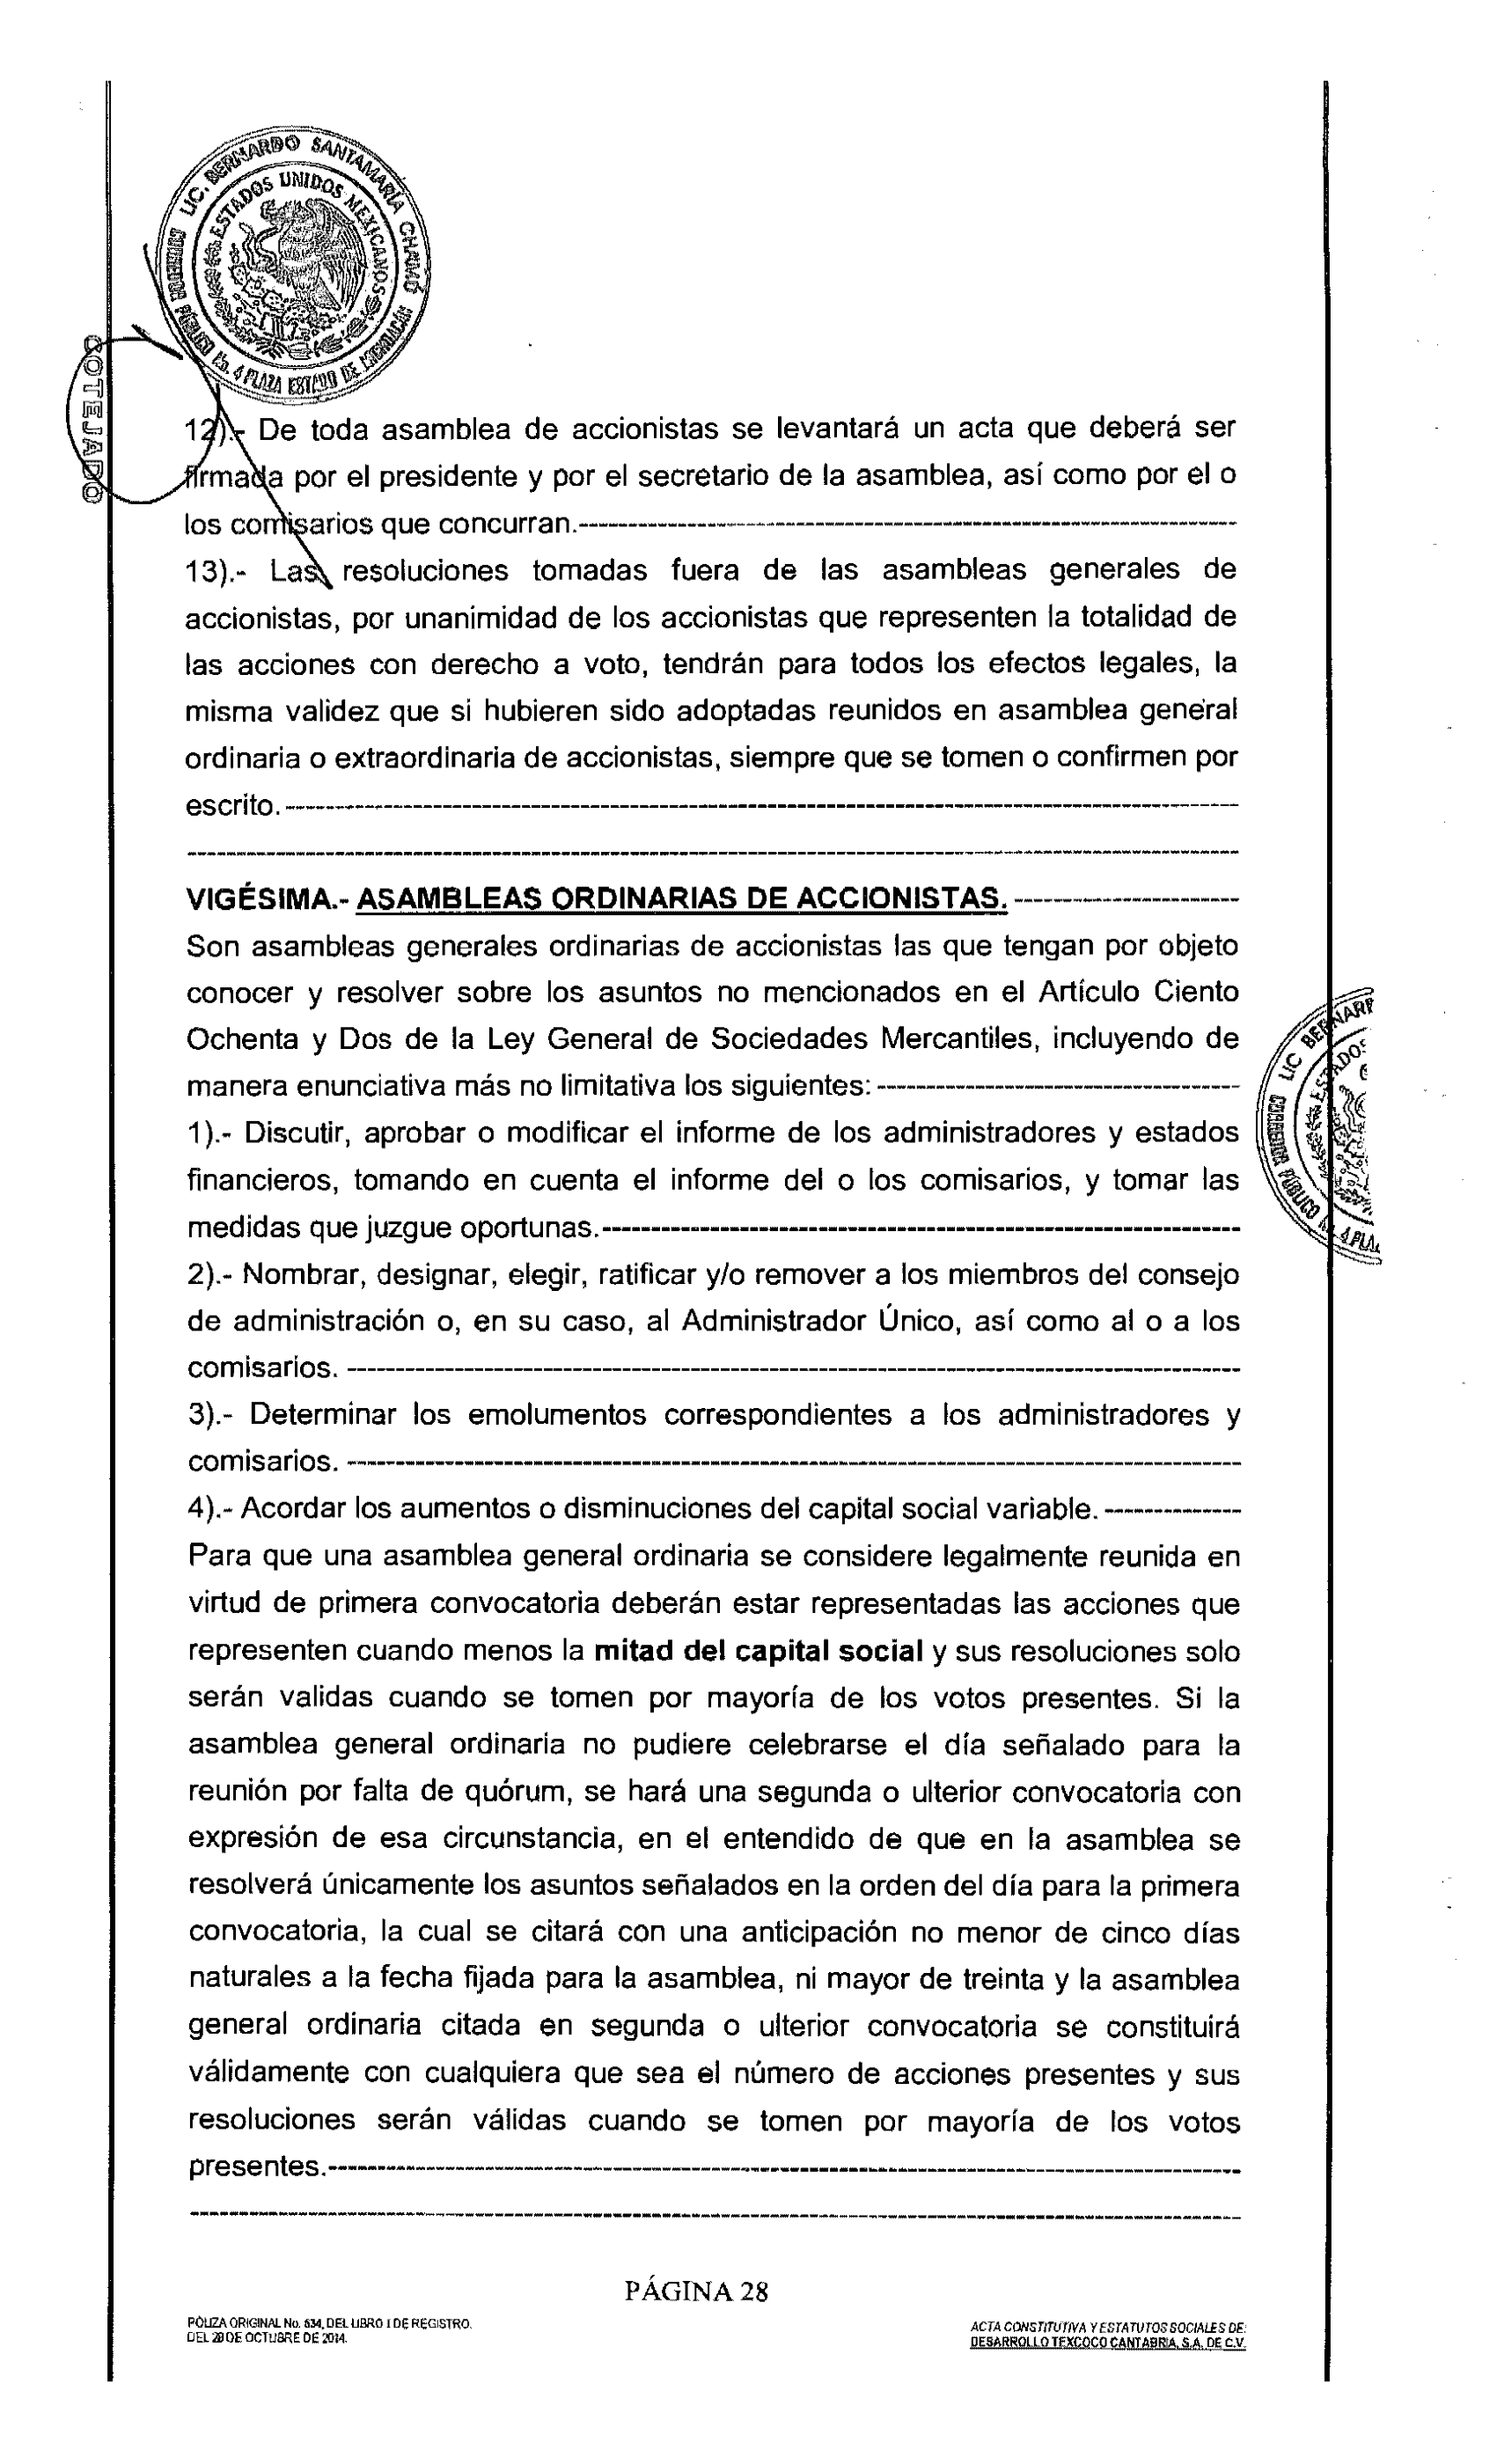 LIC. BERNARDO SANTAMARÍA CHAMÓ
ESTADOS UNIDOS MEXICANOS
CORREDOR PÚBLICO No. 4 PLAZA ESTADO DE MICHOACÁN
COTEJADO
12).- De toda asamblea de accionistas se levantará un acta que deberá ser
firmada por el presidente y por el secretario de la asamblea, así como por el o
los comisarios que concurran.-----
13).- Las resoluciones tomadas fuera de las asambleas generales de
accionistas, por unanimidad de los accionistas que representen la totalidad de
las acciones con derecho a voto, tendrán para todos los efectos legales, la
misma validez que si hubieren sido adoptadas reunidos en asamblea general
ordinaria o extraordinaria de accionistas, siempre que se tomen o confirmen por
escrito.-----
VIGÉSIMA.- ASAMBLEAS ORDINARIAS DE ACCIONISTAS.-----
Son asambleas generales ordinarias de accionistas las que tengan por objeto
conocer y resolver sobre los asuntos no mencionados en el Artículo Ciento
Ochenta y Dos de la Ley General de Sociedades Mercantiles, incluyendo de
manera enunciativa más no limitativa los siguientes:-----
1).- Discutir, aprobar o modificar el informe de los administradores y estados
financieros, tomando en cuenta el informe del o los comisarios, y tomar las
medidas que juzgue oportunas.-----
2).- Nombrar, designar, elegir, ratificar y/o remover a los miembros del consejo
de administración o, en su caso, al Administrador Único, así como al o a los
comisarios. -----
3).- Determinar los emolumentos correspondientes a los administradores y
comisarios. -----
4).- Acordar los aumentos o disminuciones del capital social variable. -----
Para que una asamblea general ordinaria se considere legalmente reunida en
virtud de primera convocatoria deberán estar representadas las acciones que
representen cuando menos la mitad del capital social y sus resoluciones solo
serán validas cuando se tomen por mayoría de los votos presentes. Si la
asamblea general ordinaria no pudiere celebrarse el día señalado para la
reunión por falta de quórum, se hará una segunda o ulterior convocatoria con
expresión de esa circunstancia, en el entendido de que en la asamblea se
resolverá únicamente los asuntos señalados en la orden del día para la primera
convocatoria, la cual se citará con una anticipación no menor de cinco días
naturales a la fecha fijada para la asamblea, ni mayor de treinta y la asamblea
general ordinaria citada en segunda o ulterior convocatoria se constituirá
válidamente con cualquiera que sea el número de acciones presentes y sus
resoluciones serán válidas cuando se tomen por mayoría de los votos
presentes.-----
PÁGINA 28
PÓLIZA ORIGINAL No. 634, DEL LIBRO I DE REGISTRO.
DEL 28 DE OCTUBRE DE 2014.
ACTA CONSTITUTIVA Y ESTATUTOS SOCIALES DE:
DESARROLLO TEXCOCO CANTABRIA, S.A. DE C.V.